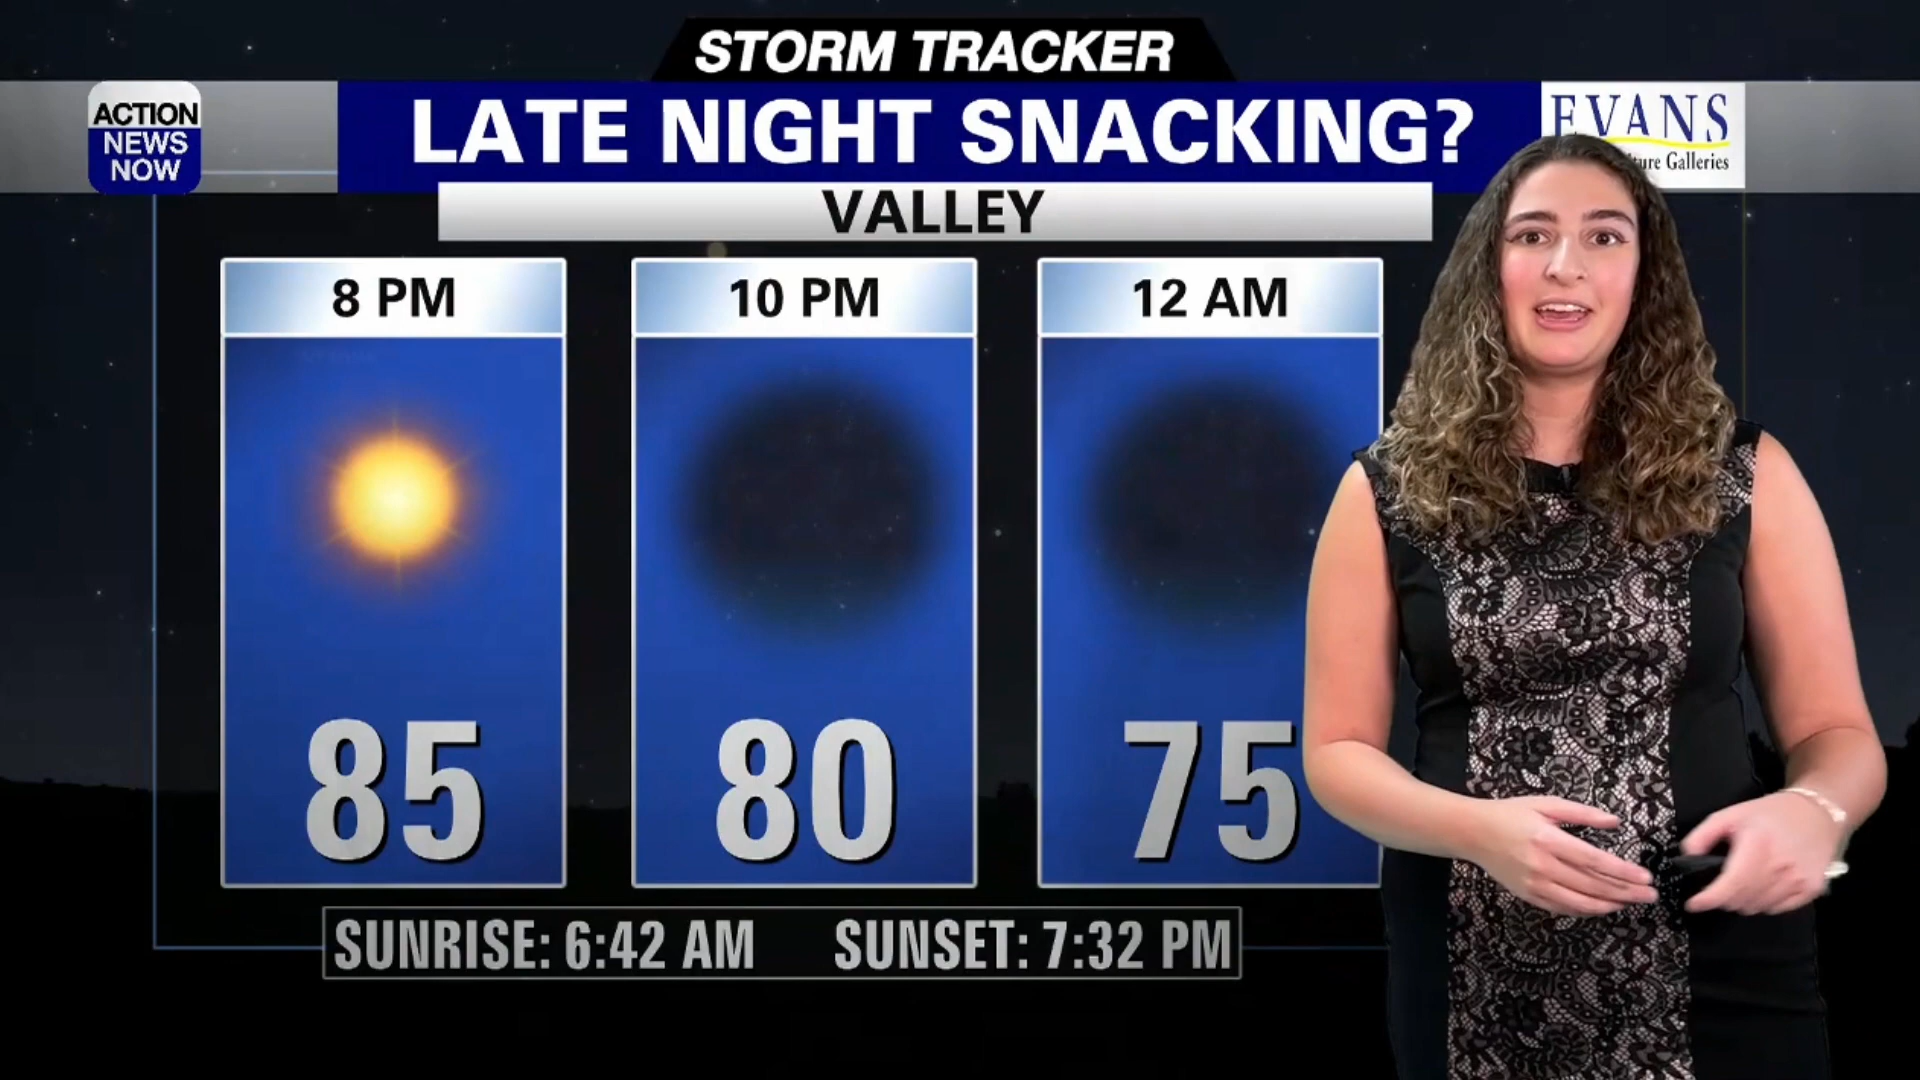 STORM TRACKER
ACTION
NEWS
NOW
LATE NIGHT SNACKING?
EVANS
Galleries
VALLEY
8 PM
10 PM
12 AM
85
80
75
SUNRISE: 6:42 AM
SUNSET: 7:32 PM